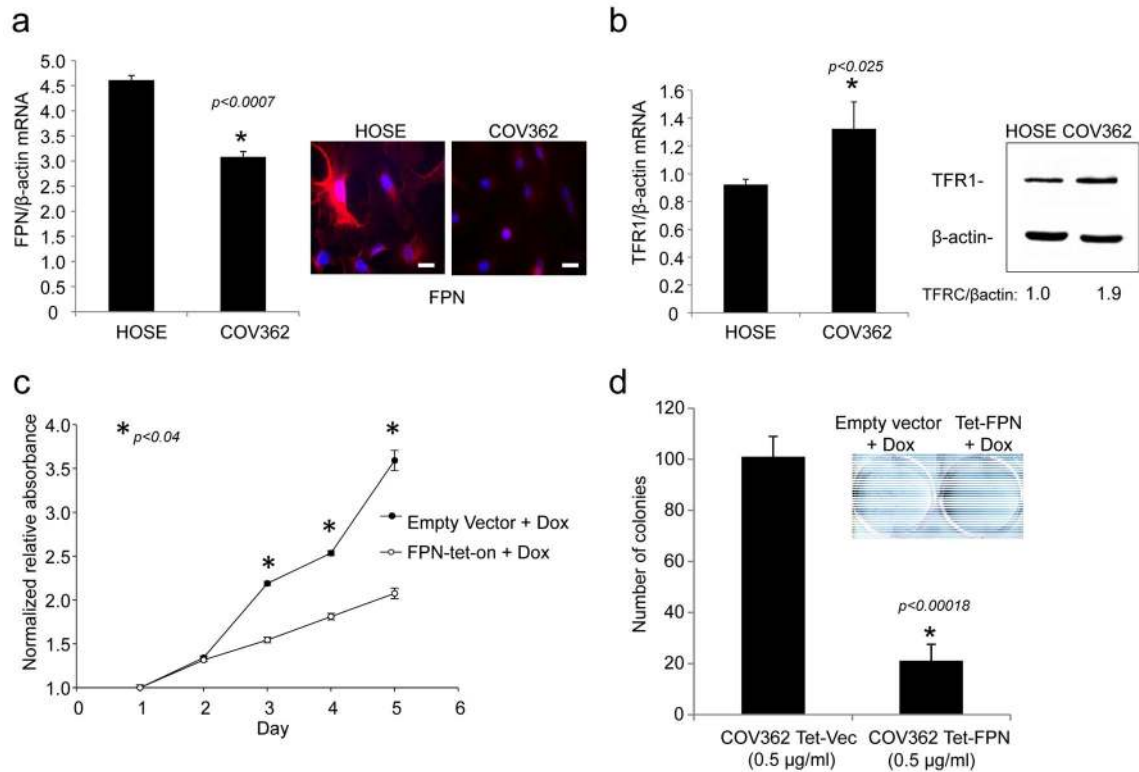 a
FPN/β-actin mRNA
5.0
4.5
4.0
3.5
3.0
2.5
2.0
1.5
1.0
0.5
0
p<0.0007
*
HOSE
COV362
HOSE
COV362
FPN
b
TFR1/β-actin mRNA
1.6
1.4
1.2
1.0
0.8
0.6
0.4
0.2
0
p<0.025
*
HOSE
COV362
HOSE COV362
TFR1-
β-actin-
TFRC/βactin: 1.0 1.9
c
Normalized relative absorbance
4.0
3.5
3.0
2.5
2.0
1.5
1.0
* p<0.04
*
*
*
Empty Vector + Dox
FPN-tet-on + Dox
0 1 2 3 4 5 6
Day
d
Number of colonies
120
100
80
60
40
20
0
Empty vector
+ Dox
Tet-FPN
+ Dox
p<0.00018
*
COV362 Tet-Vec
(0.5 µg/ml)
COV362 Tet-FPN
(0.5 µg/ml)